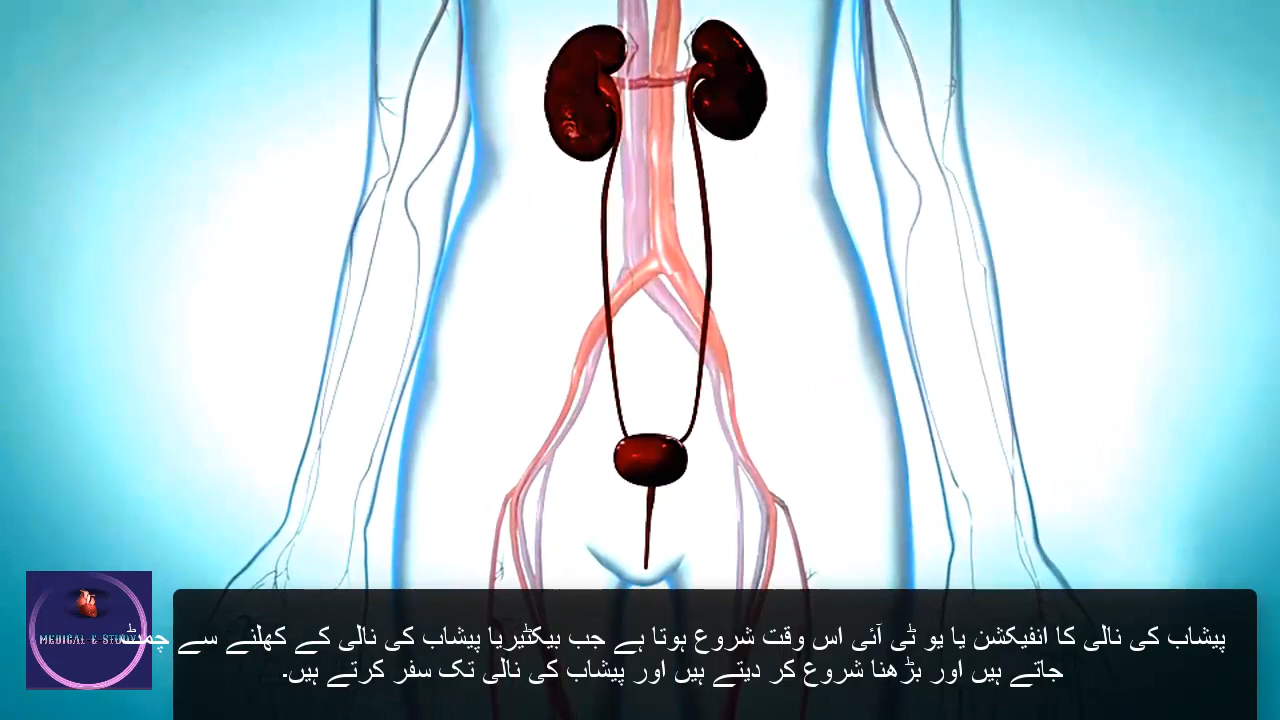 پیشاب کی نالی کا انفیکشن یا یو ٹی آئی اس وقت شروع ہوتا ہے جب بیکٹیریا پیشاب کی نالی کے کھلنے سے چمٹ
جاتے ہیں اور بڑھنا شروع کر دیتے ہیں اور پیشاب کی نالی تک سفر کرتے ہیں۔
MEDICAL E STUDY